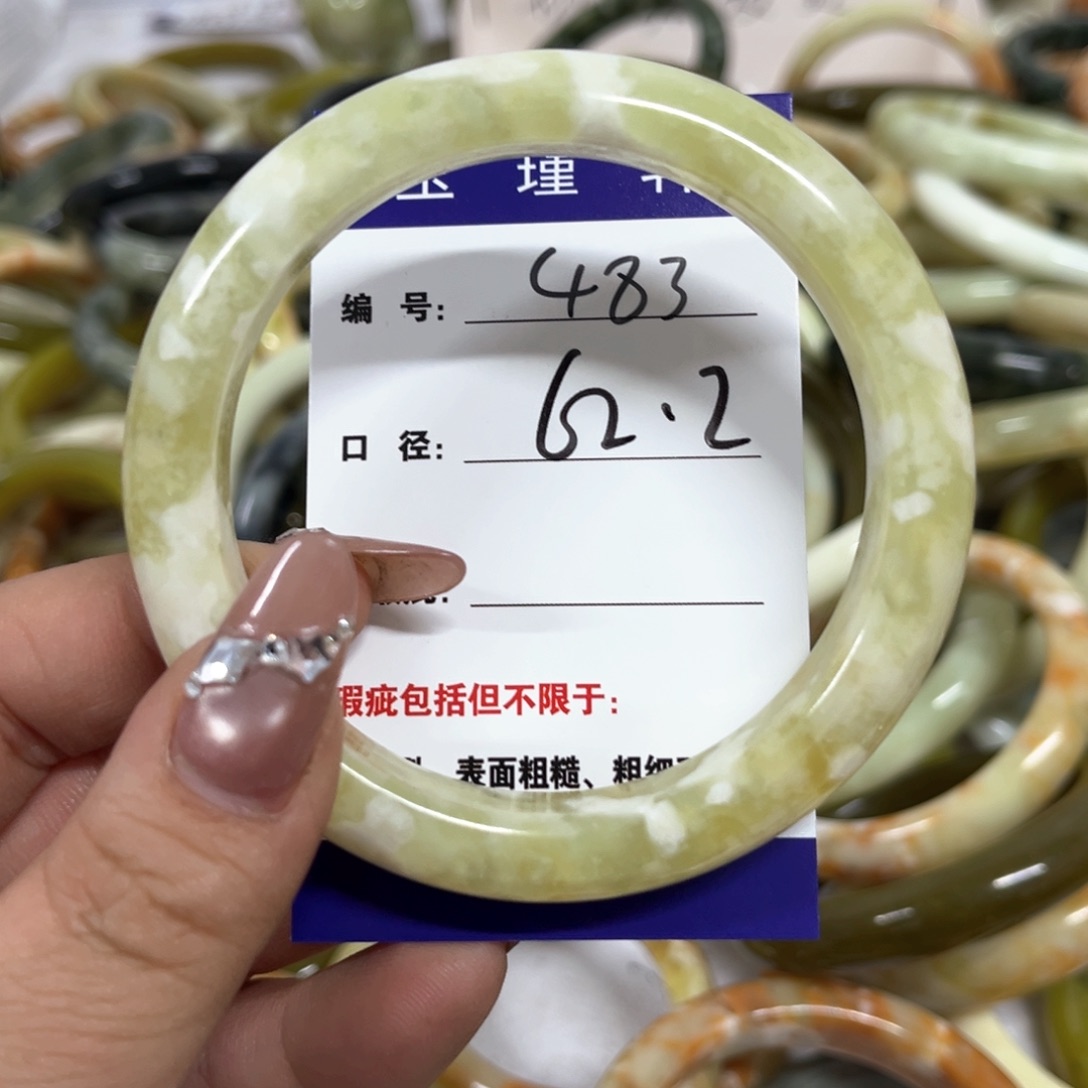 瑾
编 号: 483
口 径: 62.2
瑕疵包括但不限于:
表面粗糙、粗细